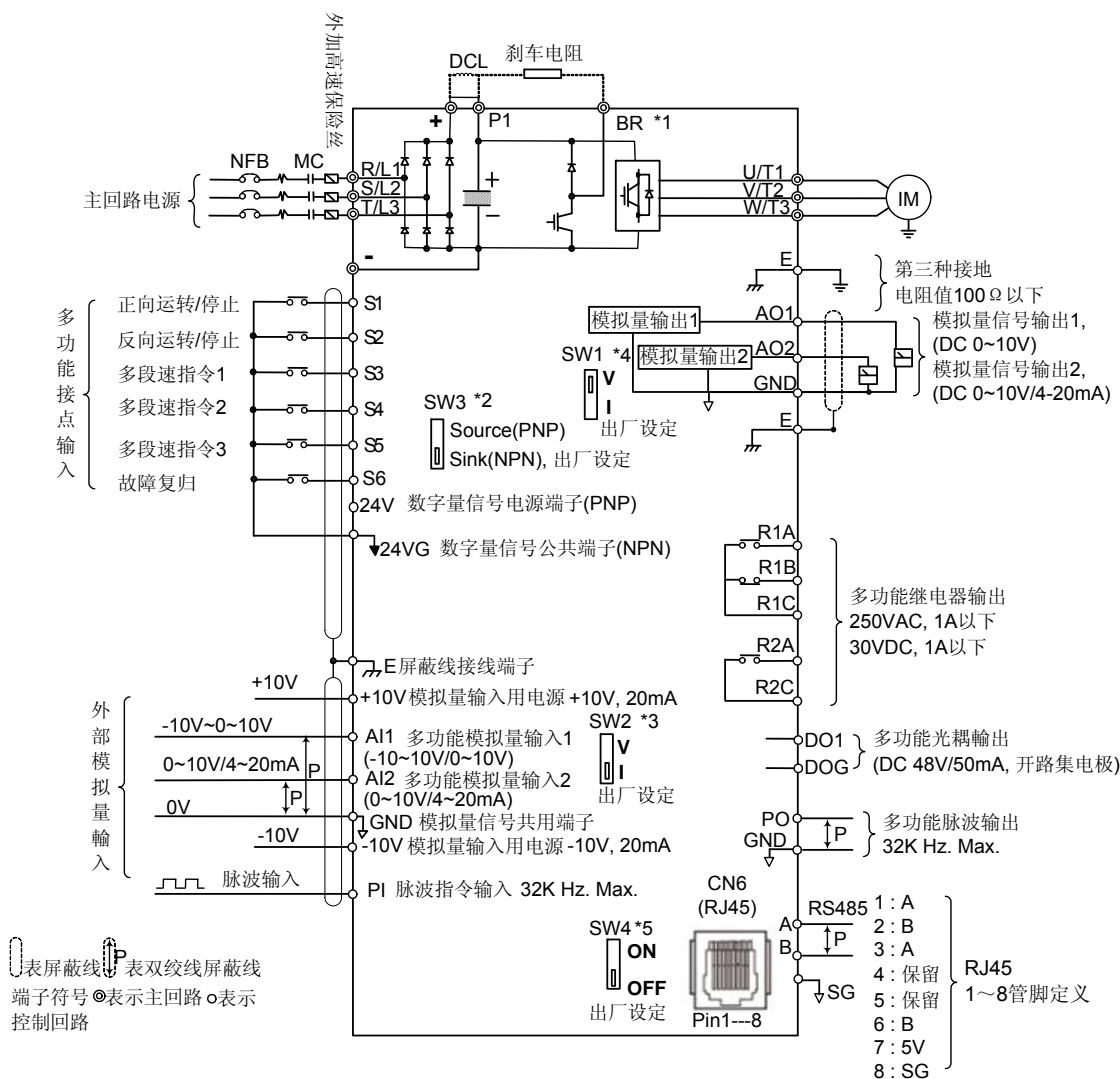 外加高速保险丝
DCL
刹车电阻
+
P1
BR *1
NFB MC
R/L1
S/L2
T/L3
主回路电源
+
−
U/T1
V/T2
W/T3
IM
-
E
第三种接地
电阻值100Ω以下
多功能接点输入
正向运转/停止
S1
反向运转/停止
S2
多段速指令1
S3
多段速指令2
S4
多段速指令3
S5
故障复归
S6
24V 数字量信号电源端子(PNP)
24VG 数字量信号公共端子(NPN)
SW3 *2
Source(PNP)
Sink(NPN), 出厂设定
模拟量输出1
AO1
SW1 *4
模拟量输出2
AO2
V
I
出厂设定
GND
E
模拟量信号输出1,
(DC 0~10V)
模拟量信号输出2,
(DC 0~10V/4-20mA)
R1A
R1B
R1C
R2A
R2C
多功能继电器输出
250VAC, 1A以下
30VDC, 1A以下
E屏蔽线接线端子
外部模拟量輸入
+10V
+10V 模拟量输入用电源 +10V, 20mA
-10V~0~10V
AI1 多功能模拟量输入1
(-10~10V/0~10V)
0~10V/4~20mA
P
AI2 多功能模拟量输入2
(0~10V/4~20mA)
P
0V
GND 模拟量信号共用端子
-10V
-10V 模拟量输入用电源 -10V, 20mA
脉波输入
PI 脉波指令输入 32K Hz. Max.
SW2 *3
V
I
出厂设定
DO1
DOG
多功能光耦輸出
(DC 48V/50mA, 开路集电极)
PO
P
GND
多功能脉波输出
32K Hz. Max.
SW4 *5
ON
OFF
出厂设定
CN6
(RJ45)
Pin1---8
A
RS485
P
B
SG
1 : A
2 : B
3 : A
4 : 保留
5 : 保留
6 : B
7 : 5V
8 : SG
RJ45
1～8管脚定义
表屏蔽线 P 表双绞线屏蔽线
端子符号 ◎表示主回路 o表示
控制回路